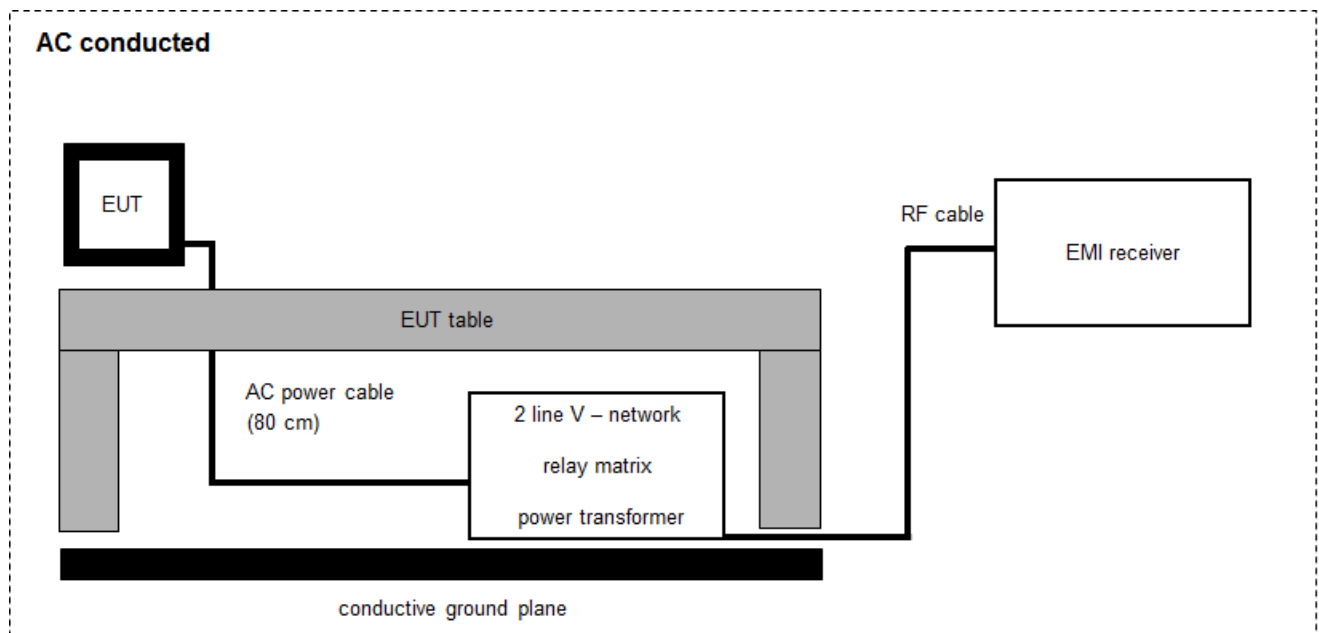 AC conducted
EUT
RF cable
EMI receiver
EUT table
AC power cable
(80 cm)
2 line V – network
relay matrix
power transformer
conductive ground plane